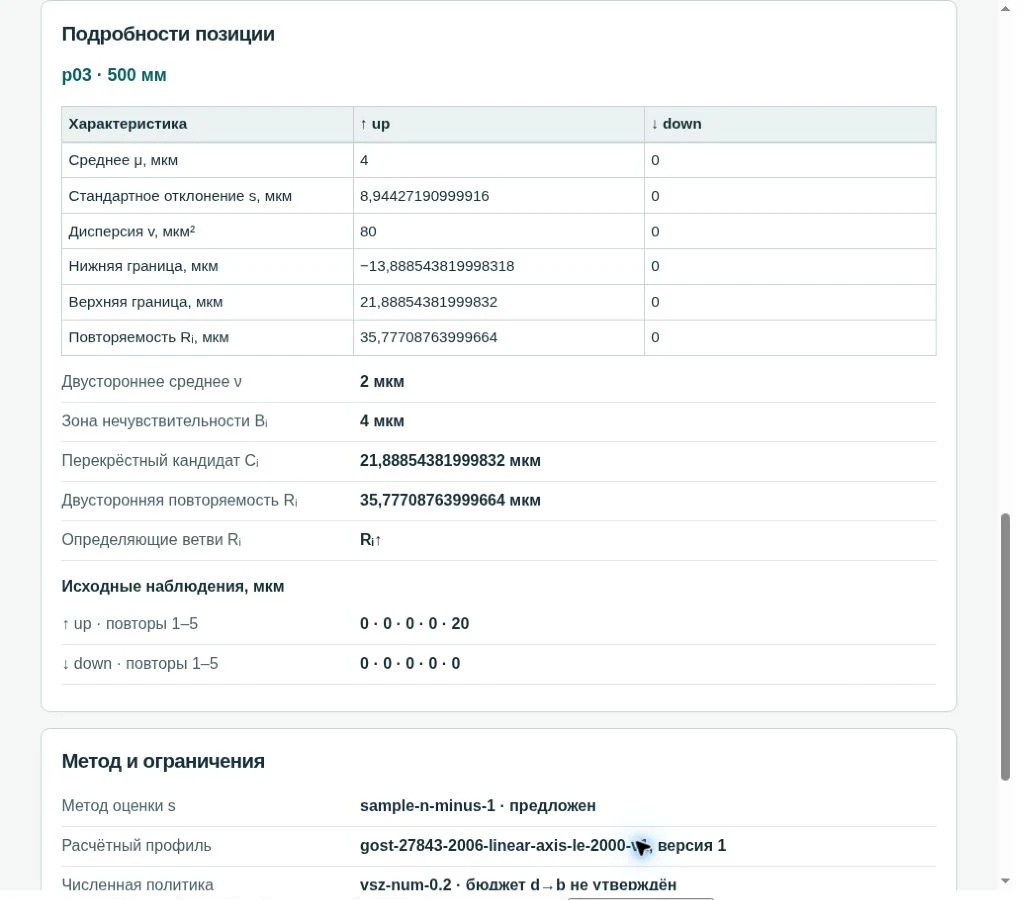 Подробности позиции
p03 · 500 мм
Характеристика ↑ up ↓ down
Среднее μ, мкм 4 0
Стандартное отклонение s, мкм 8,94427190999916 0
Дисперсия v, мкм² 80 0
Нижняя граница, мкм −13,888543819998318 0
Верхняя граница, мкм 21,88854381999832 0
Повторяемость Rᵢ, мкм 35,77708763999664 0
Двустороннее среднее ν 2 мкм
Зона нечувствительности Bᵢ 4 мкм
Перекрёстный кандидат Cᵢ 21,88854381999832 мкм
Двусторонняя повторяемость Rᵢ 35,77708763999664 мкм
Определяющие ветви Rᵢ Rᵢ↑
Исходные наблюдения, мкм
↑ up · повторы 1–5 0 · 0 · 0 · 0 · 20
↓ down · повторы 1–5 0 · 0 · 0 · 0 · 0
Метод и ограничения
Метод оценки s sample-n-minus-1 · предложен
Расчётный профиль gost-27843-2006-linear-axis-le-2000- версия 1
Численная политика vsz-num-0.2 · бюджет d→b не утверждён